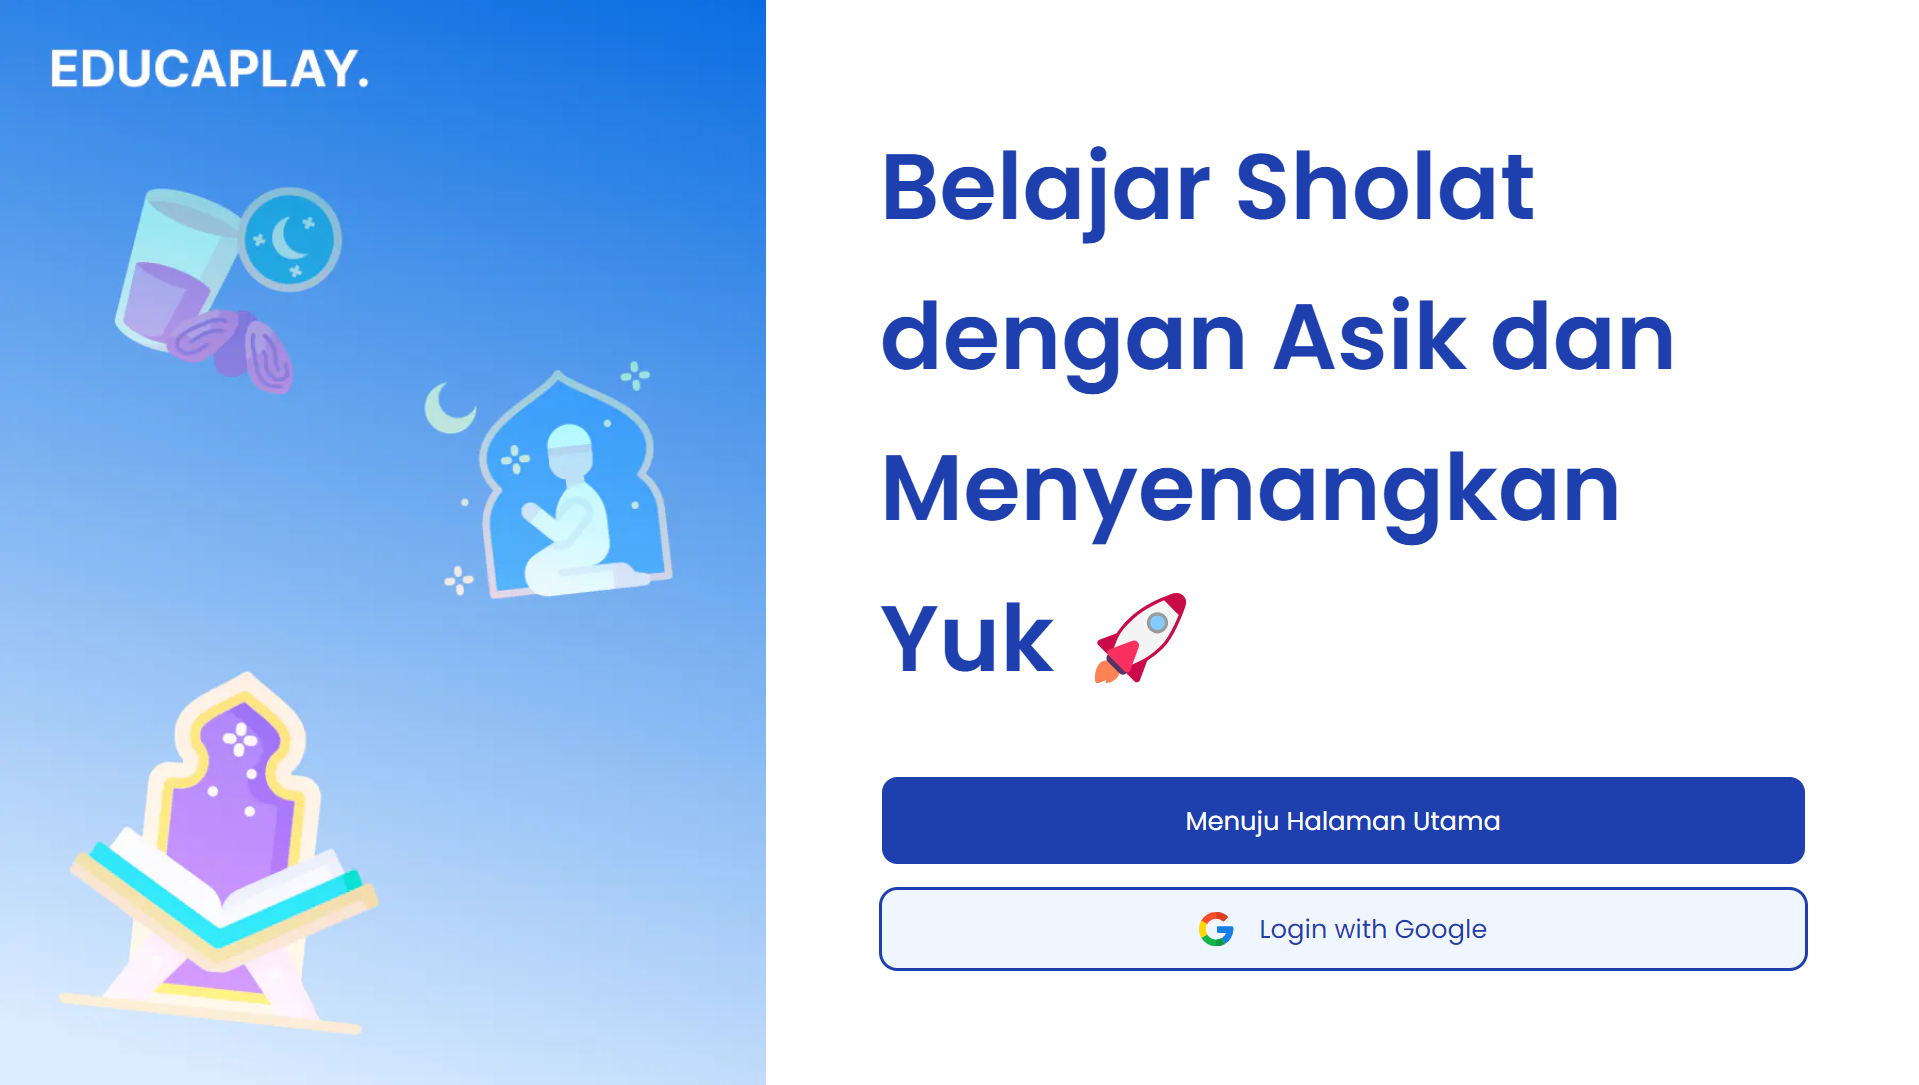 EDUCAPLAY.
Belajar Sholat
dengan Asik dan
Menyenangkan
Yuk 🚀
Menuju Halaman Utama
Login with Google